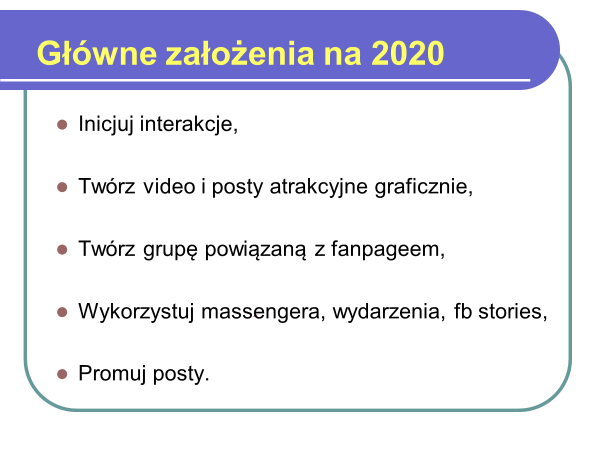 Główne założenia na 2020
Inicjuj interakcje,
Twórz video i posty atrakcyjne graficznie,
Twórz grupę powiązaną z fanpageem,
Wykorzystuj massengera, wydarzenia, fb stories,
Promuj posty.